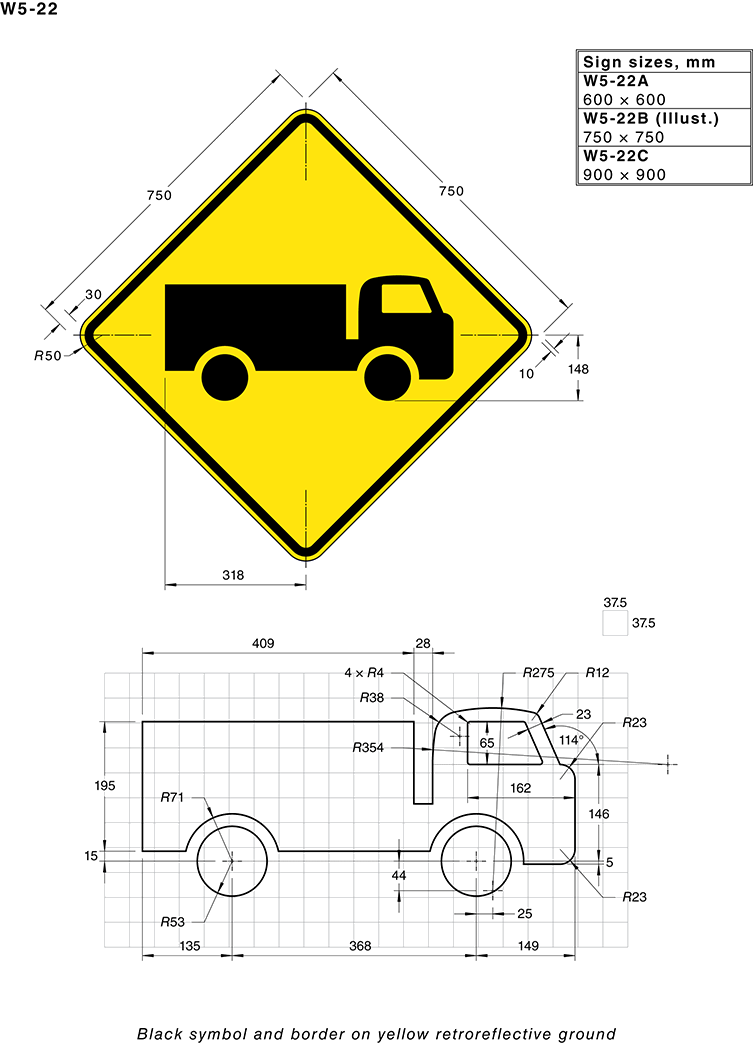 W5-22
Sign sizes, mm
W5-22A
600 × 600
W5-22B (Illust.)
750 × 750
W5-22C
900 × 900
750
750
30
R50
10
148
318
37.5
37.5
409
28
4 × R4
R275
R12
R38
23
R23
R354
65
114°
195
R71
162
146
15
44
5
R23
R53
25
135
368
149
Black symbol and border on yellow retroreflective ground